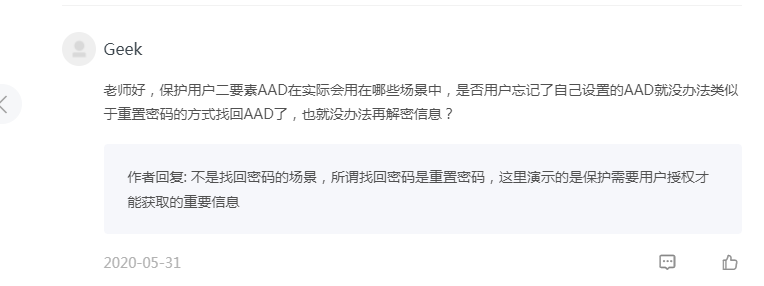 Geek
老师好，保护用户二要素AAD在实际会用在哪些场景中，是否用户忘记了自己设置的AAD就没办法类似
于重置密码的方式找回AAD了，也就没办法再解密信息？
作者回复: 不是找回密码的场景，所谓找回密码是重置密码，这里演示的是保护需要用户授权才
能获取的重要信息
2020-05-31